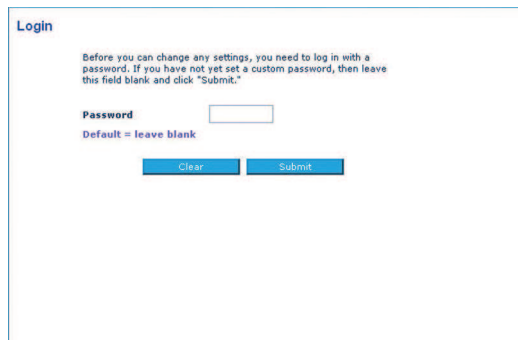 Login
Before you can change any settings, you need to log in with a
password. If you have not yet set a custom password, then leave
this field blank and click "Submit."
Password
Default = leave blank
Clear Submit